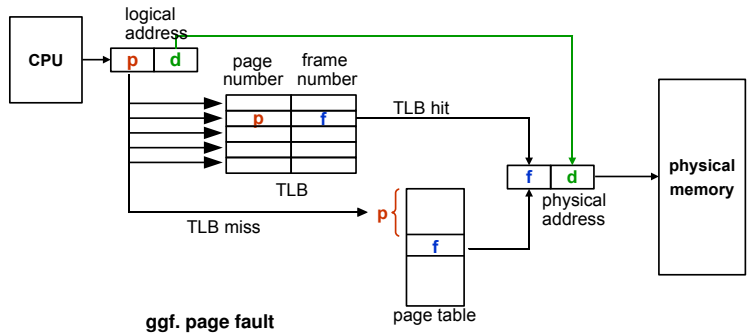 logical
address
CPU
p
d
page
number
frame
number
p
f
TLB hit
TLB
TLB miss
p
f
page table
f
d
physical
address
physical
memory
ggf. page fault